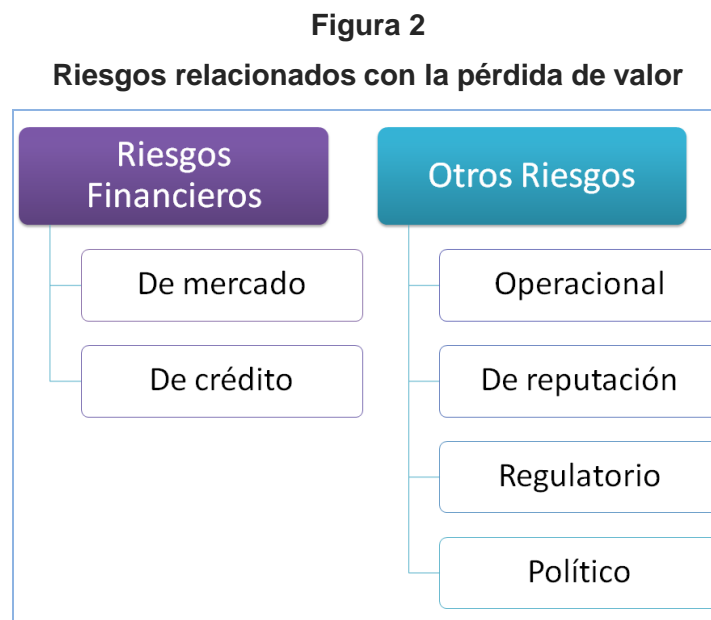 Figura 2
Riesgos relacionados con la pérdida de valor
Riesgos
Financieros
De mercado
De crédito
Otros Riesgos
Operacional
De reputación
Regulatorio
Político